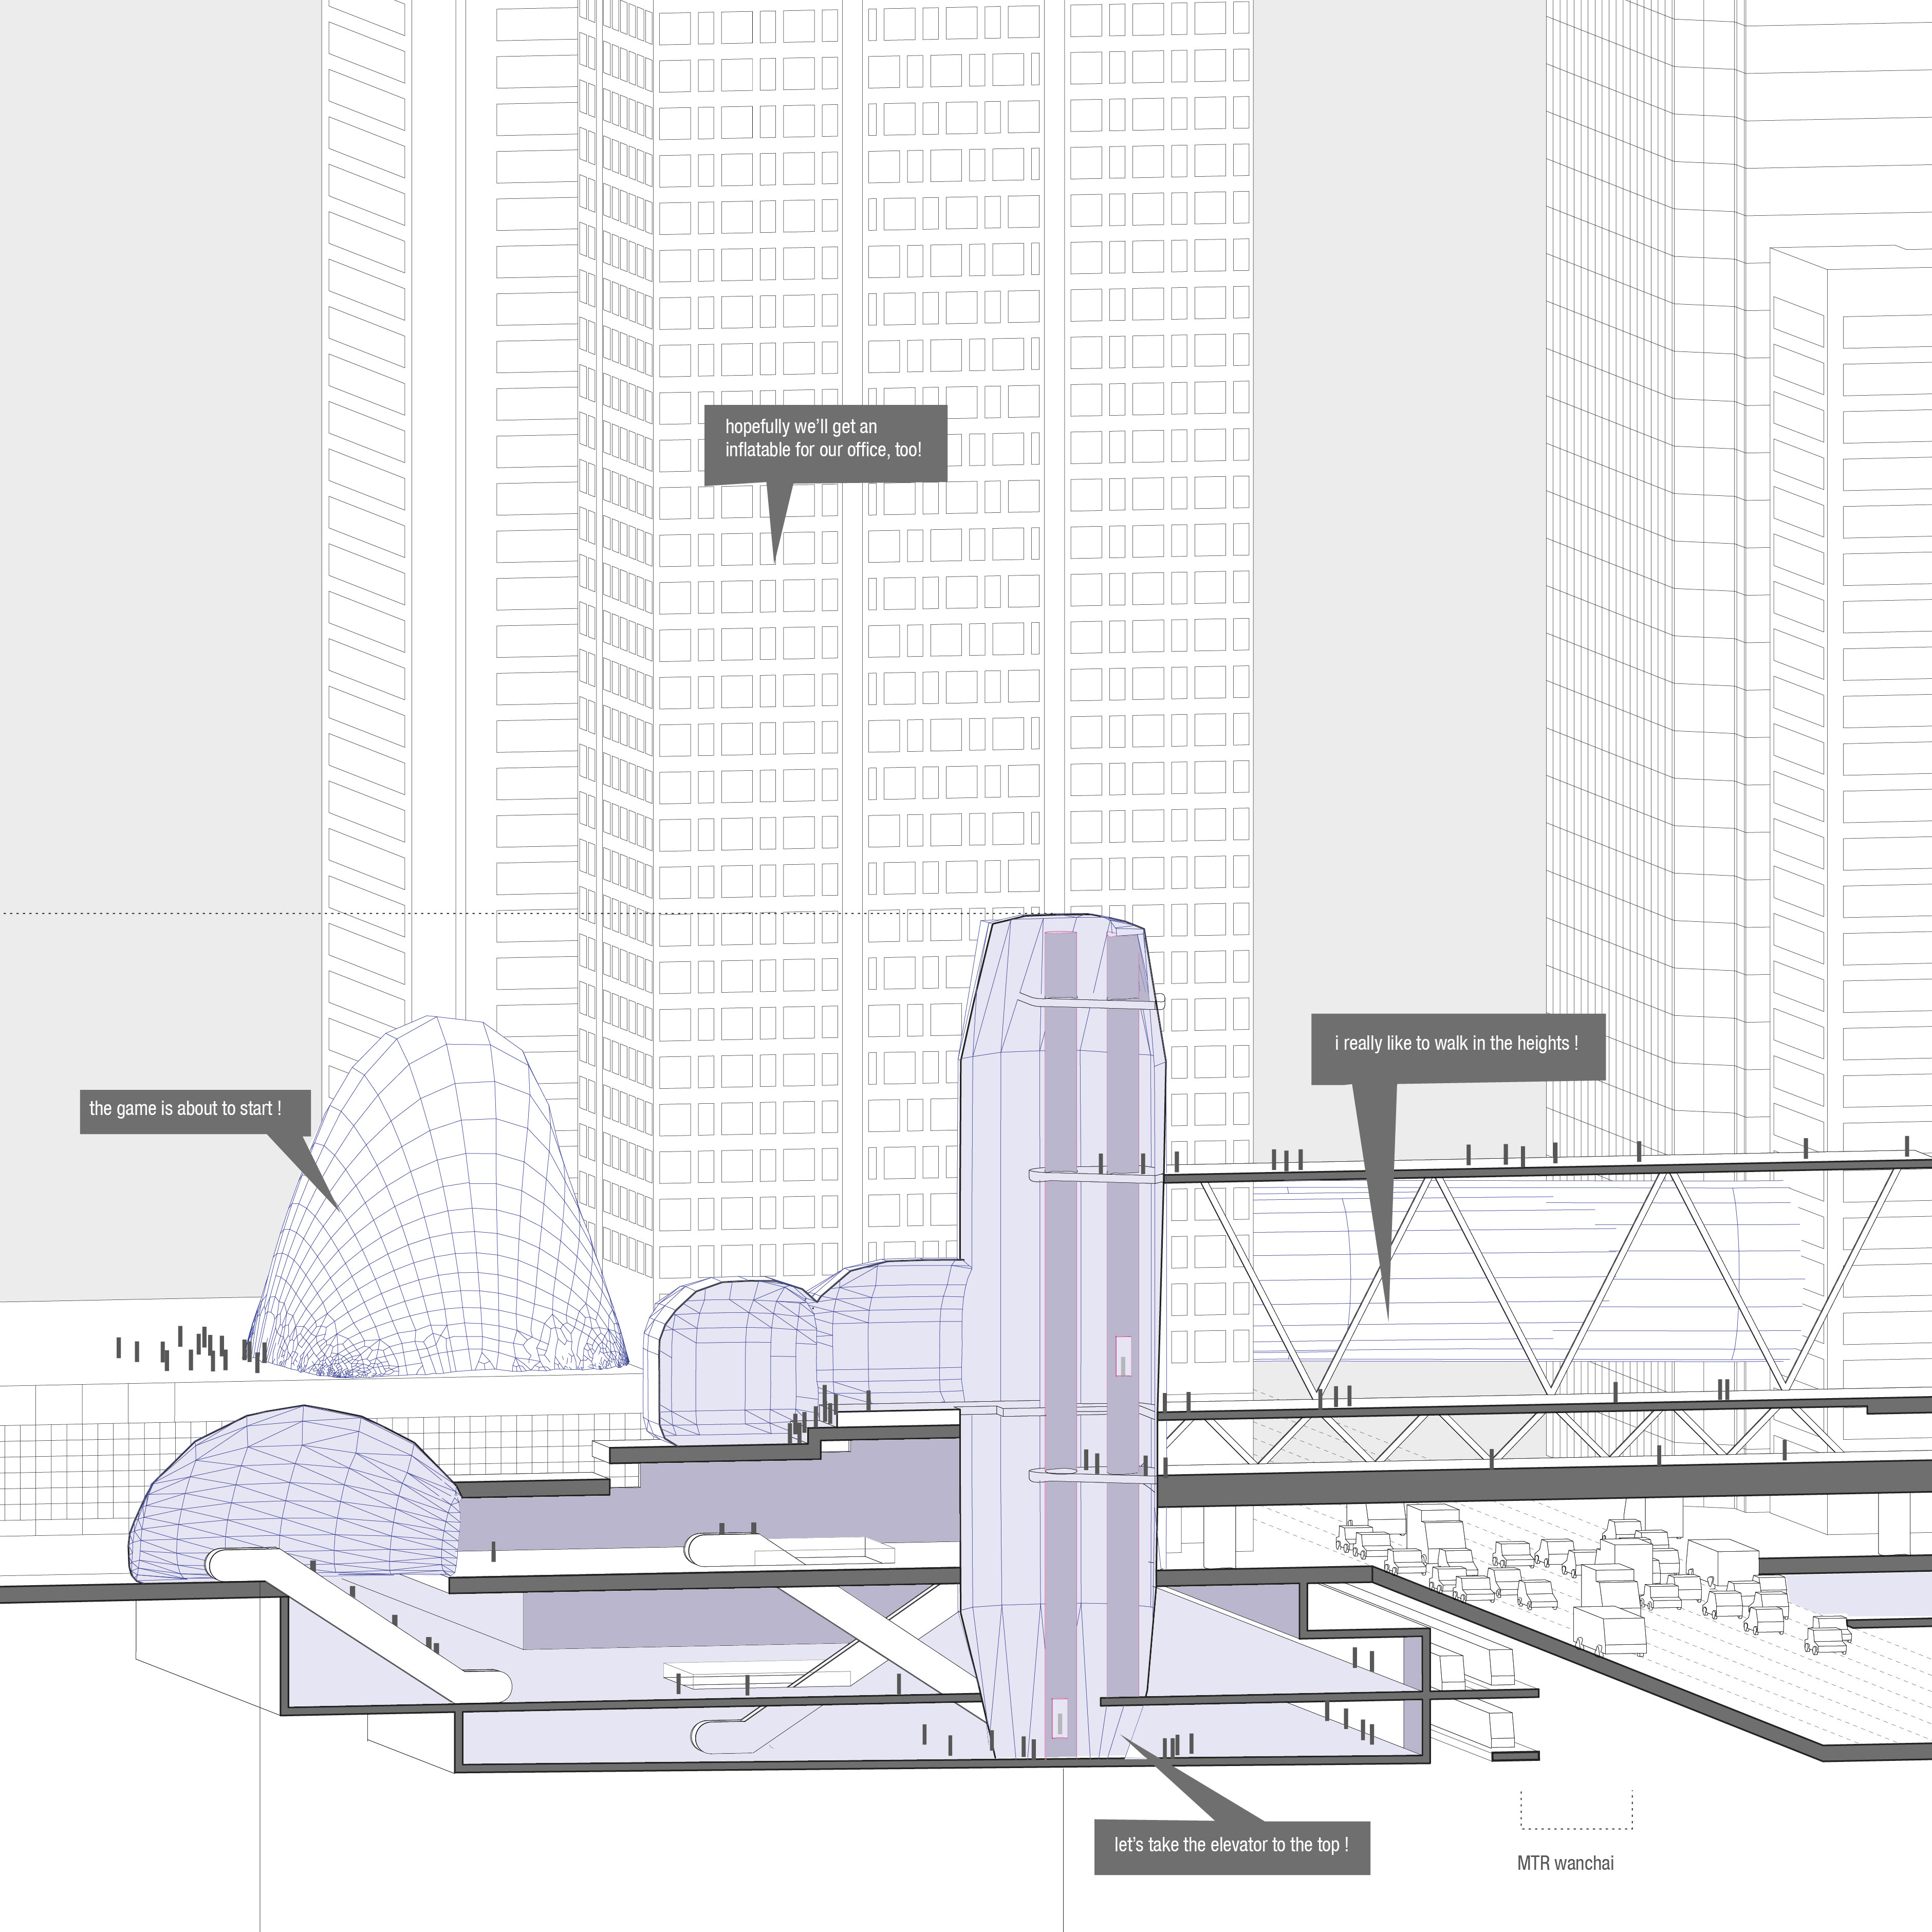 hopefully we’ll get an
inflatable for our office, too!
i really like to walk in the heights !
the game is about to start !
let’s take the elevator to the top !
MTR wanchai